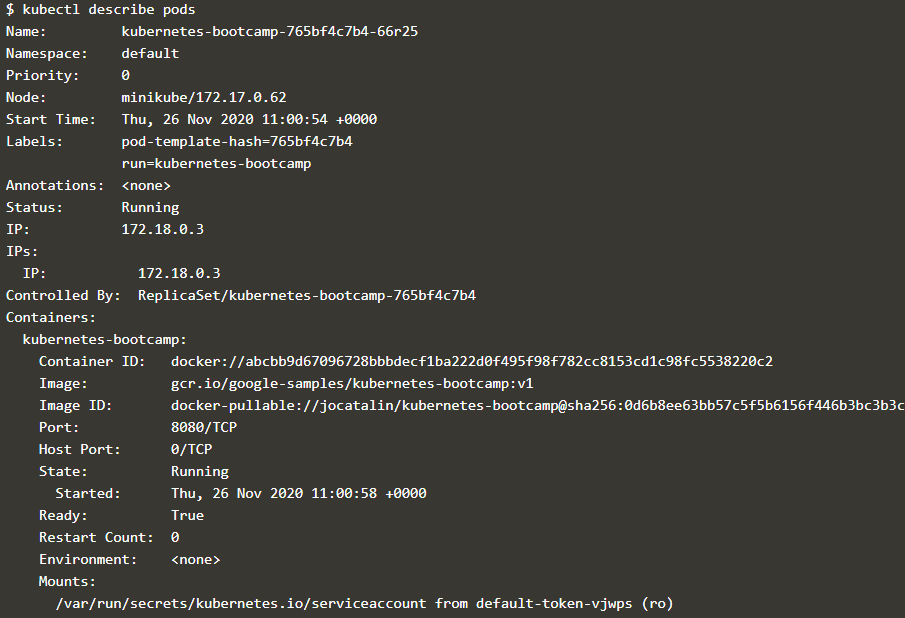 $ kubectl describe pods
Name:         kubernetes-bootcamp-765bf4c7b4-66r25
Namespace:    default
Priority:     0
Node:         minikube/172.17.0.62
Start Time:   Thu, 26 Nov 2020 11:00:54 +0000
Labels:       pod-template-hash=765bf4c7b4
              run=kubernetes-bootcamp
Annotations:  <none>
Status:       Running
IP:           172.18.0.3
IPs:
  IP:           172.18.0.3
Controlled By:  ReplicaSet/kubernetes-bootcamp-765bf4c7b4
Containers:
  kubernetes-bootcamp:
    Container ID:   docker://abcbb9d67096728bbbdecf1ba222d0f495f98f782cc8153cd1c98fc5538220c2
    Image:          gcr.io/google-samples/kubernetes-bootcamp:v1
    Image ID:       docker-pullable://jocatalin/kubernetes-bootcamp@sha256:0d6b8ee63bb57c5f5b6156f446b3bc3b3c
    Port:           8080/TCP
    Host Port:      0/TCP
    State:          Running
      Started:      Thu, 26 Nov 2020 11:00:58 +0000
    Ready:          True
    Restart Count:  0
    Environment:    <none>
    Mounts:
      /var/run/secrets/kubernetes.io/serviceaccount from default-token-vjwps (ro)